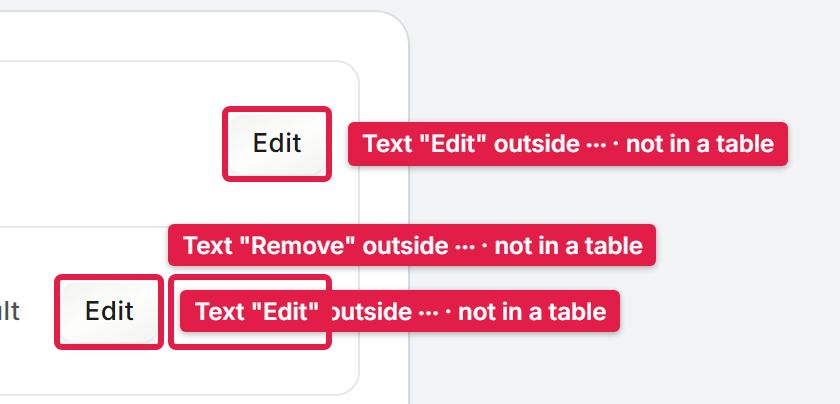 Edit
Text "Edit" outside ··· · not in a table
Text "Remove" outside ··· · not in a table
Edit
Text "Edit" outside ··· · not in a table